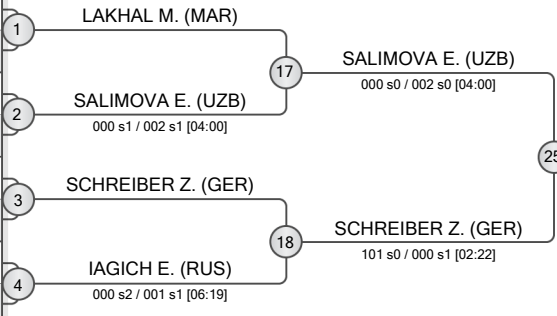 LAKHAL M. (MAR)
1
17
SALIMOVA E. (UZB)
000 s0 / 002 s0 [04:00]
SALIMOVA E. (UZB)
2
000 s1 / 002 s1 [04:00]
25
SCHREIBER Z. (GER)
3
18
SCHREIBER Z. (GER)
101 s0 / 000 s1 [02:22]
IAGICH E. (RUS)
4
000 s2 / 001 s1 [06:19]